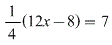 1/4(12x − 8) = 7